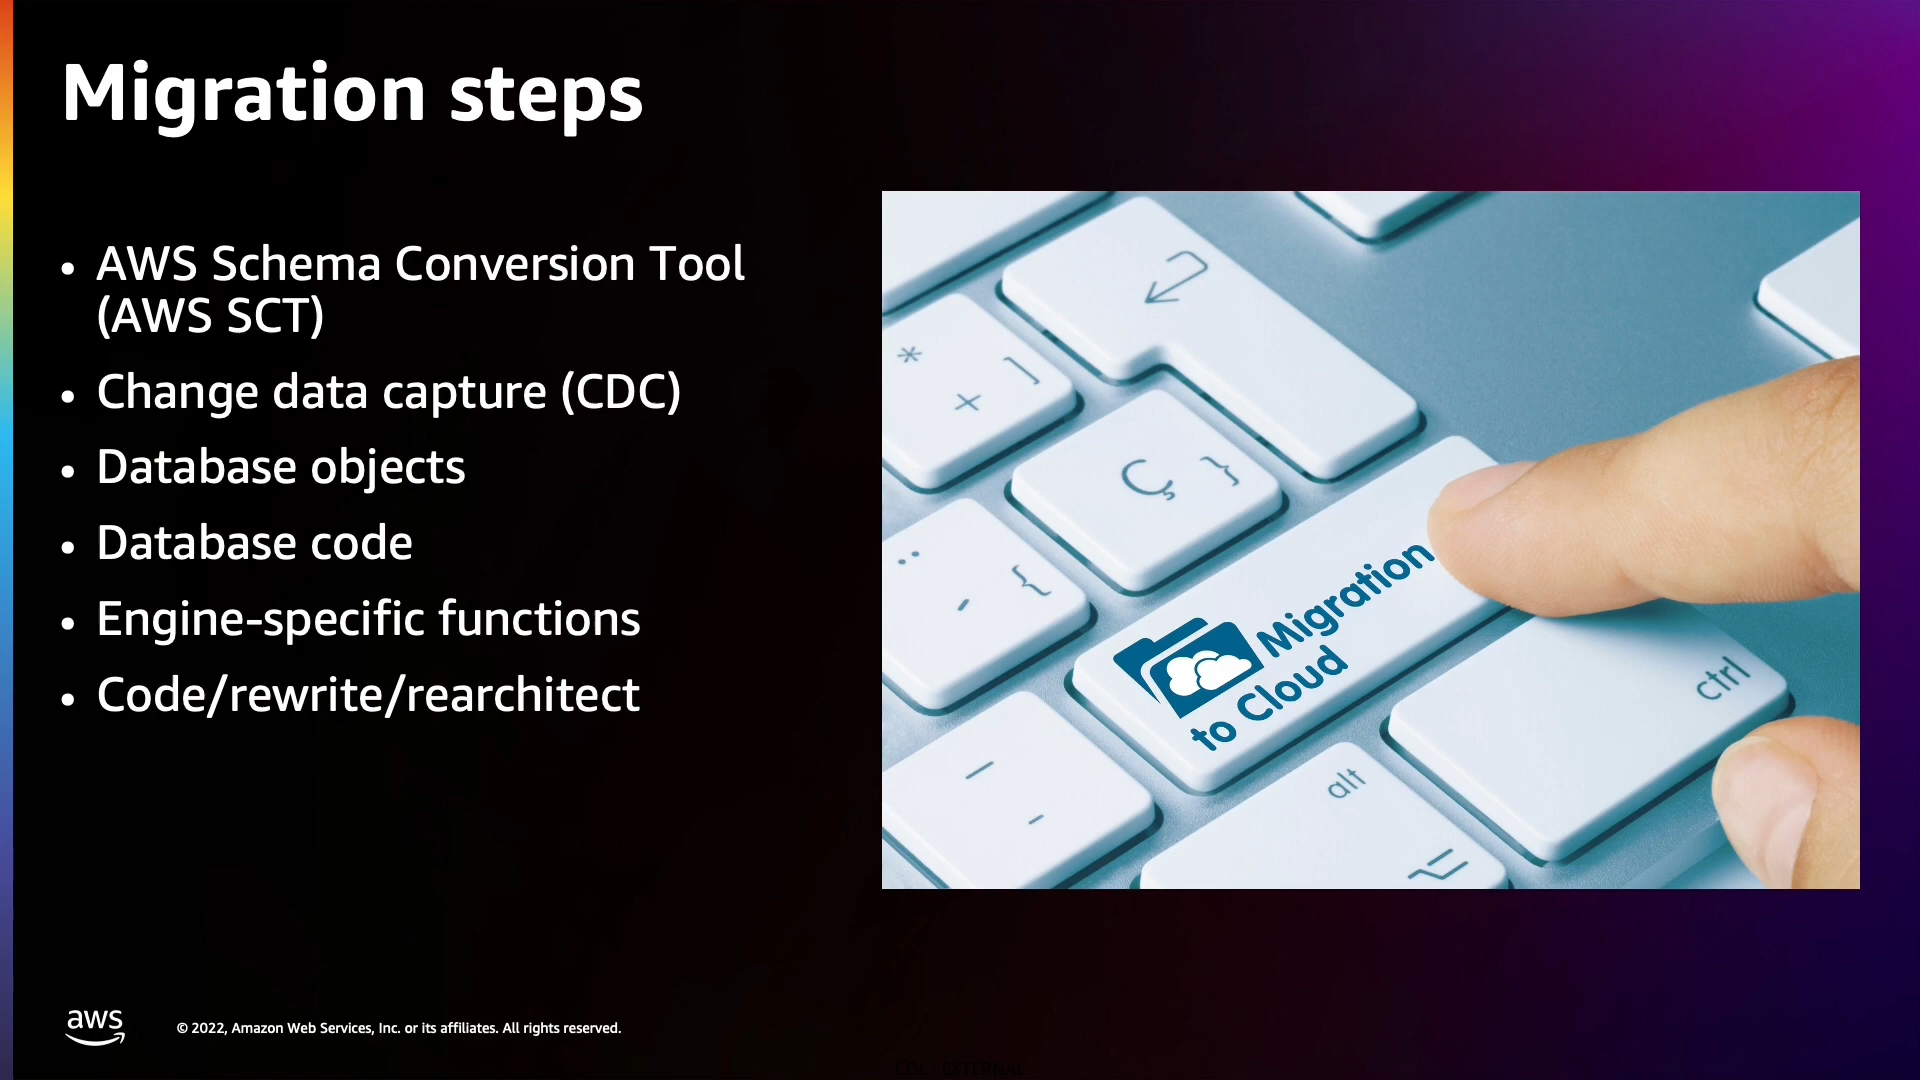 Migration steps
• AWS Schema Conversion Tool
(AWS SCT)
• Change data capture (CDC)
• Database objects
• Database code
• Engine-specific functions
• Code/rewrite/rearchitect
* + ]
Ç }
¨ ´ {
Migration
to Cloud
ctrl
alt
aws
© 2022, Amazon Web Services, Inc. or its affiliates. All rights reserved.